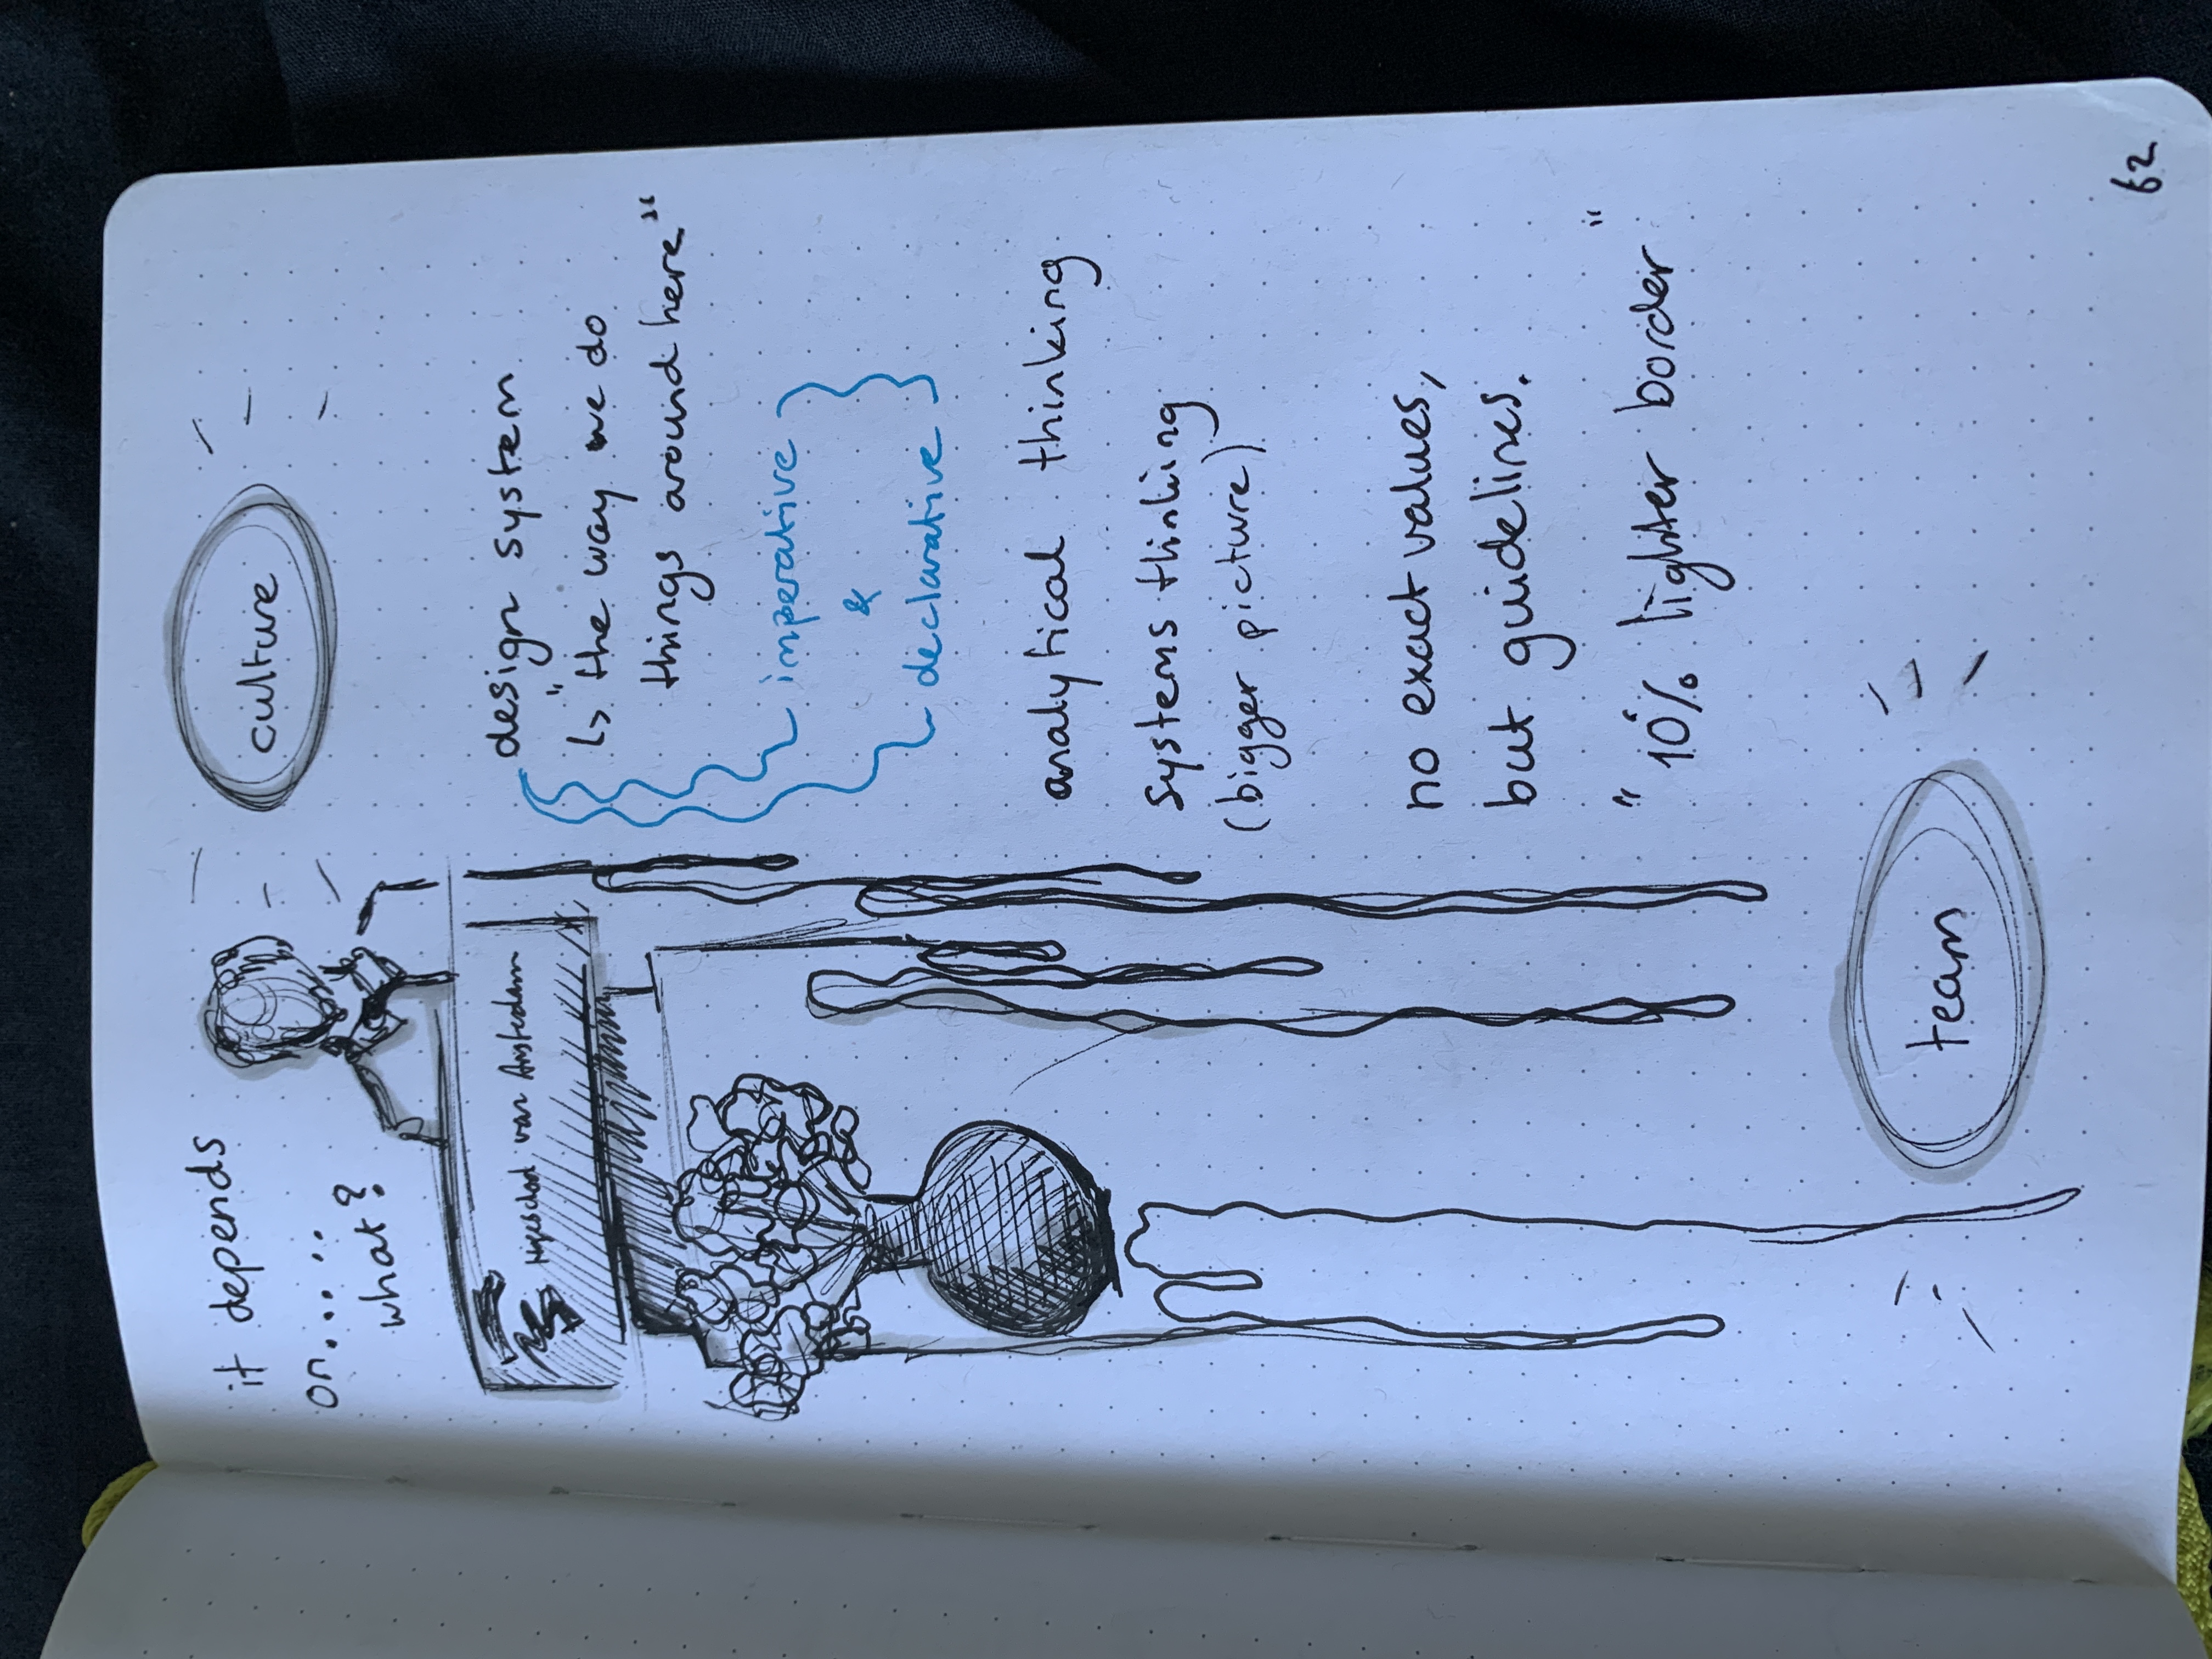 it depends
on.....
what?
culture
Hogeschool van Amsterdam
design system
↳ "the way we do
things around here"
imperative
&
declarative
analytical thinking
systems thinking
(bigger picture)
no exact values,
but guidelines.
"10% lighter border"
team
62